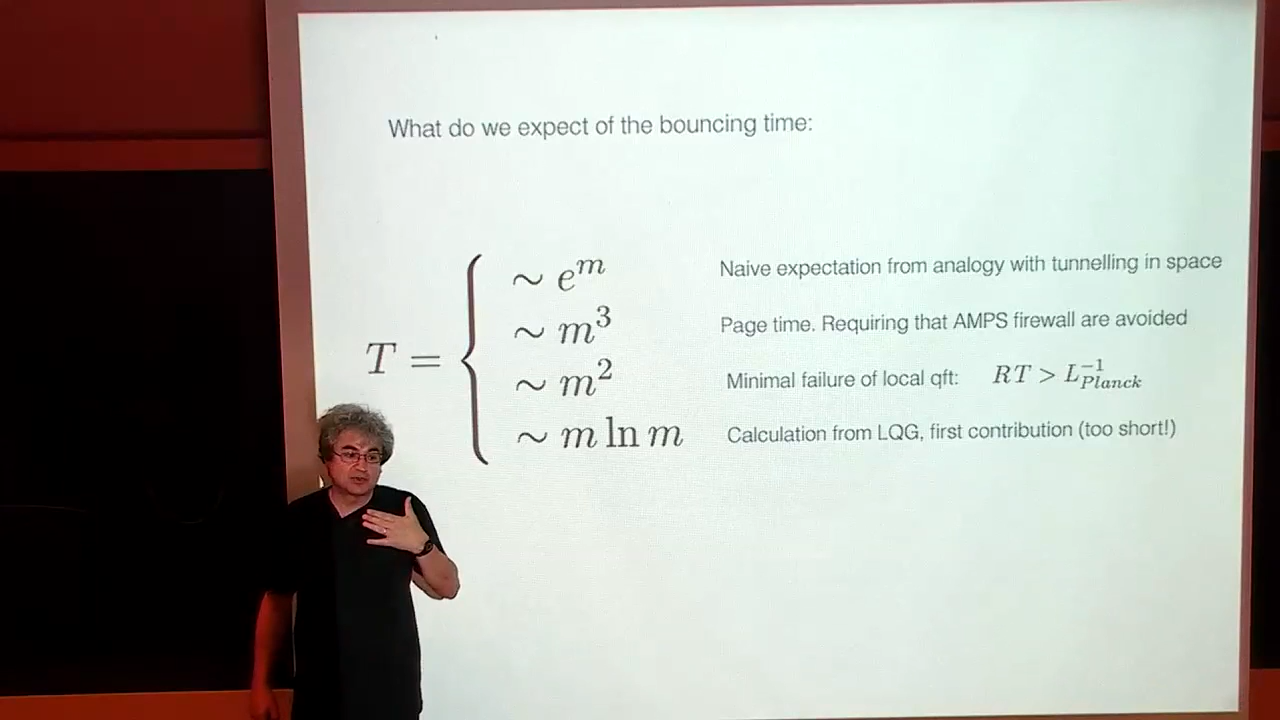 What do we expect of the bouncing time:
T = { ~ e^m Naive expectation from analogy with tunnelling in space
~ m^3 Page time. Requiring that AMPS firewall are avoided
~ m^2 Minimal failure of local qft: RT > L_{Planck}^{-1}
~ m ln m Calculation from LQG, first contribution (too short!)